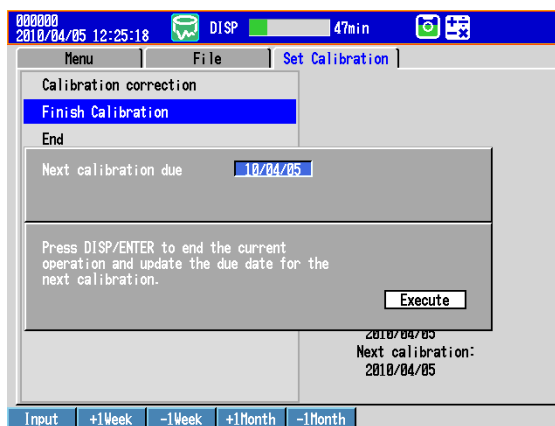 000000
2010/04/05 12:25:18 DISP 47min
Menu File Set Calibration
Calibration correction
Finish Calibration
End
Next calibration due 10/04/05
Press DISP/ENTER to end the current
operation and update the due date for the
next calibration.
Execute
2010/04/05
Next calibration:
2010/04/05
Input +1Week -1Week +1Month -1Month